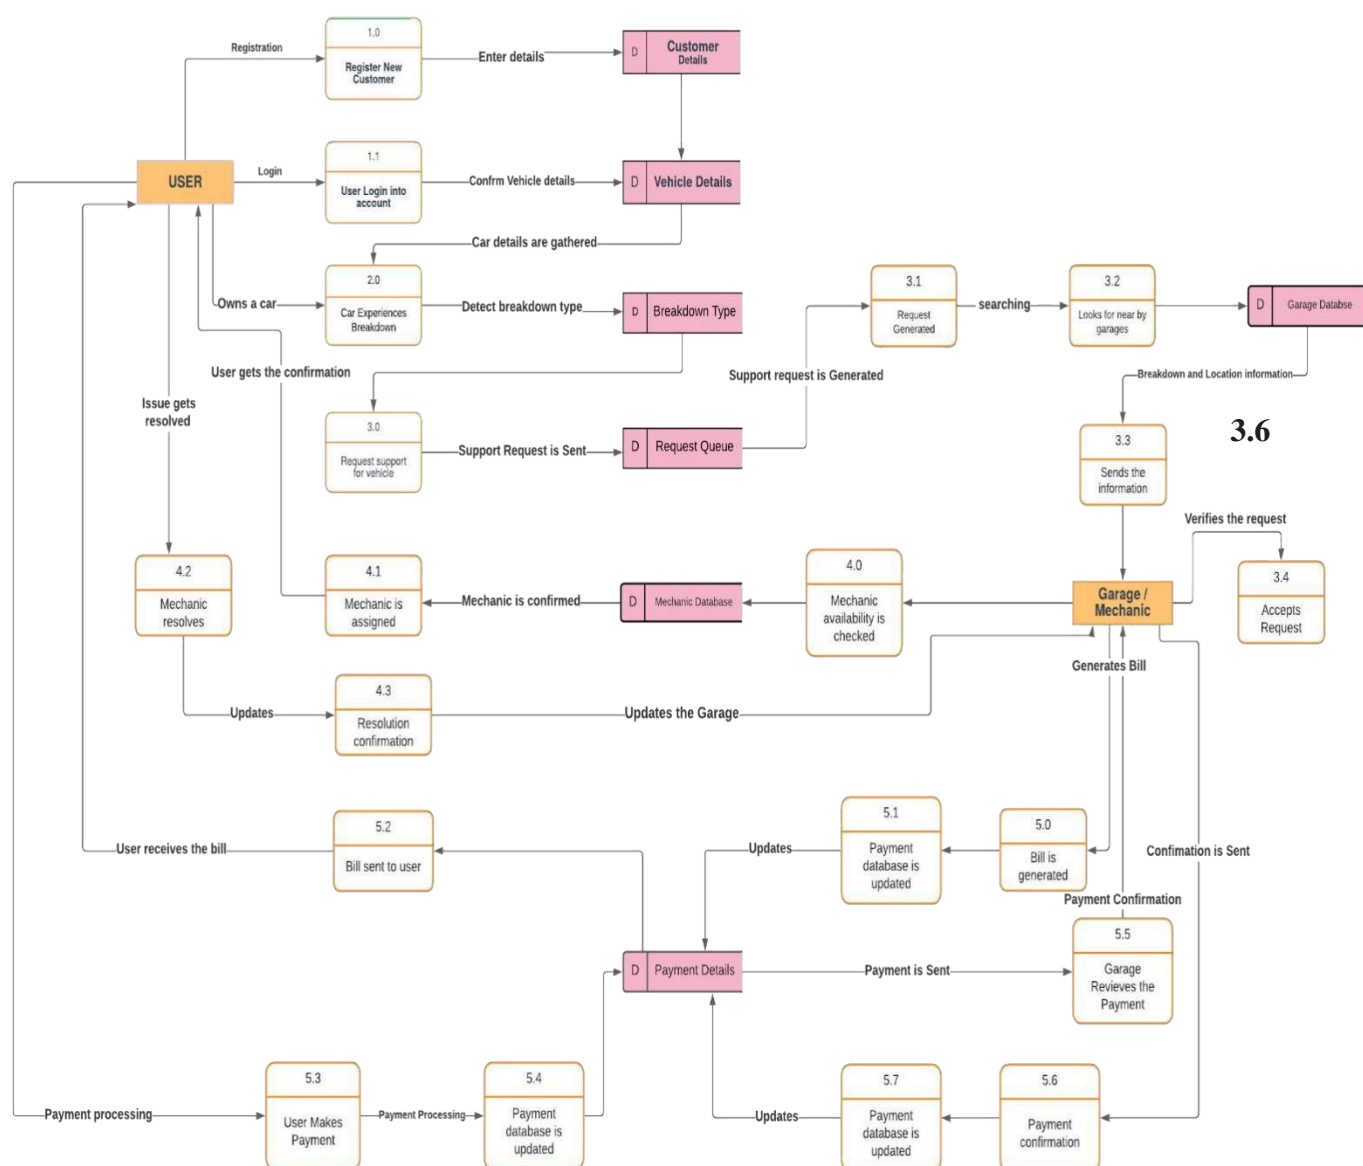 1.0
Register New
Customer
Registration
Enter details
D
Customer
Details
USER
Login
1.1
User Login into
account
Confrm Vehicle details
D
Vehicle Details
Car details are gathered
Owns a car
2.0
Car Experiences
Breakdown
Detect breakdown type
D
Breakdown Type
3.1
Request
Generated
searching
3.2
Looks for near by
garages
D
Garage Databse
User gets the confirmation
Support request is Generated
Breakdown and Location information
Issue gets
resolved
3.0
Request support
for vehicle
Support Request is Sent
D
Request Queue
3.3
Sends the
information
3.6
Verifies the request
4.2
Mechanic
resolves
4.1
Mechanic is
assigned
Mechanic is confirmed
D
Mechanic Database
4.0
Mechanic
availability is
checked
Garage /
Mechanic
3.4
Accepts
Request
Generates Bill
Updates
4.3
Resolution
confirmation
Updates the Garage
User receives the bill
5.2
Bill sent to user
Updates
5.1
Payment
database is
updated
5.0
Bill is
generated
Confimation is Sent
Payment Confirmation
D
Payment Details
Payment is Sent
5.5
Garage
Revieves the
Payment
Payment processing
5.3
User Makes
Payment
Payment Processing
5.4
Payment
database is
updated
Updates
5.7
Payment
database is
updated
5.6
Payment
confirmation